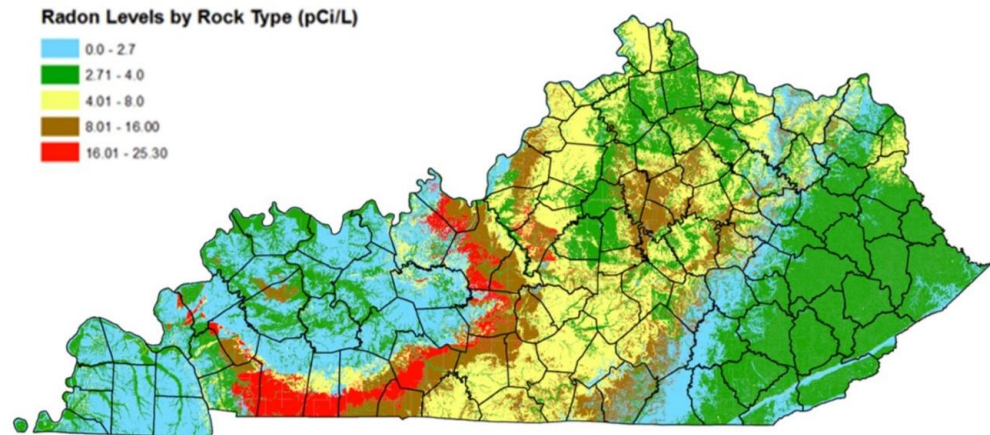 Radon Levels by Rock Type (pCi/L)
0.0 - 2.7
2.71 - 4.0
4.01 - 8.0
8.01 - 16.00
16.01 - 25.30